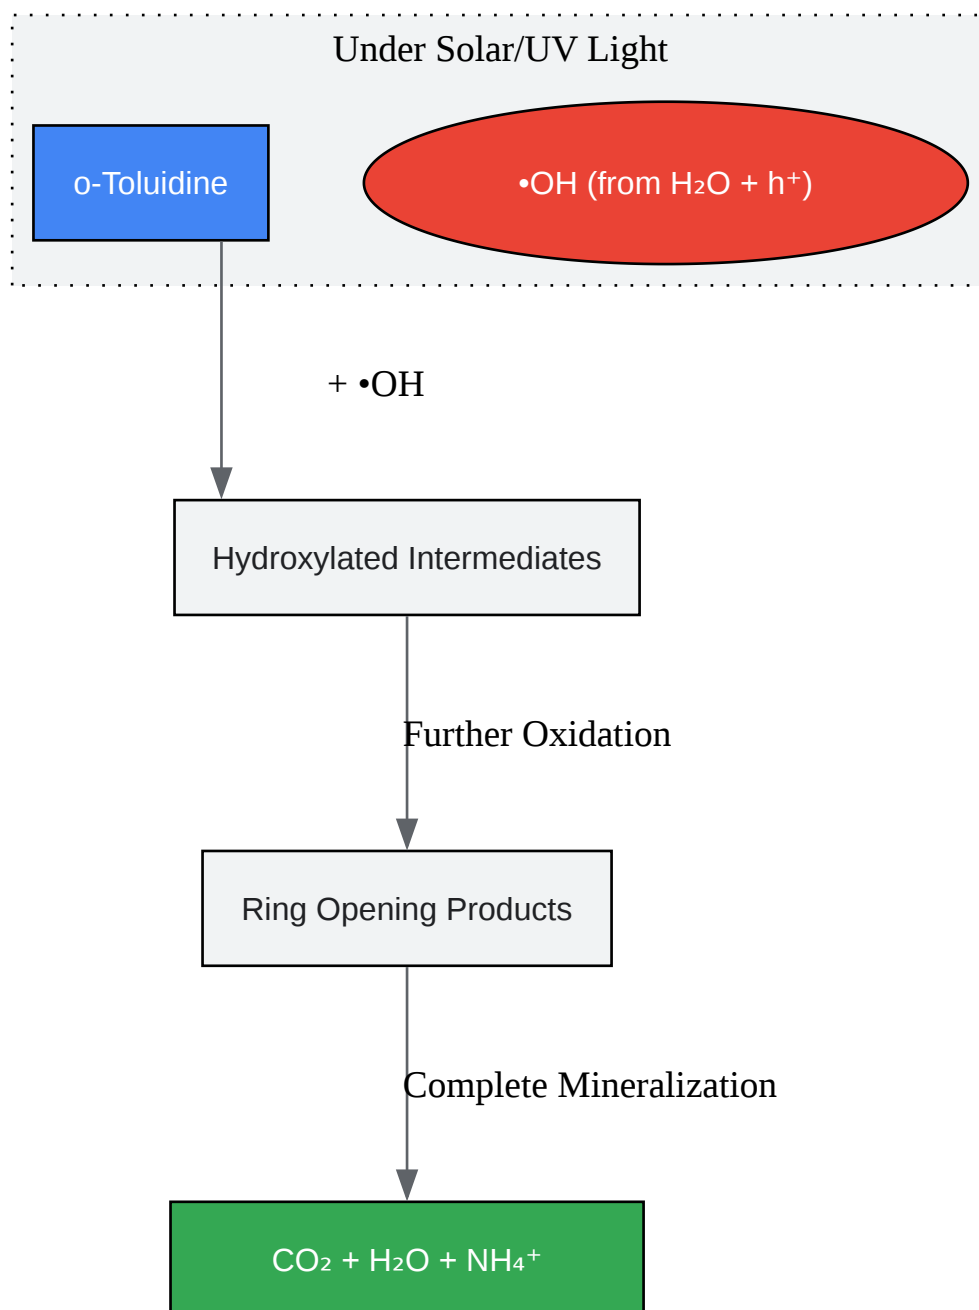 Under Solar/UV Light
o-Toluidine
•OH (from H₂O + h⁺)
+ •OH
Hydroxylated Intermediates
Further Oxidation
Ring Opening Products
Complete Mineralization
CO₂ + H₂O + NH₄⁺